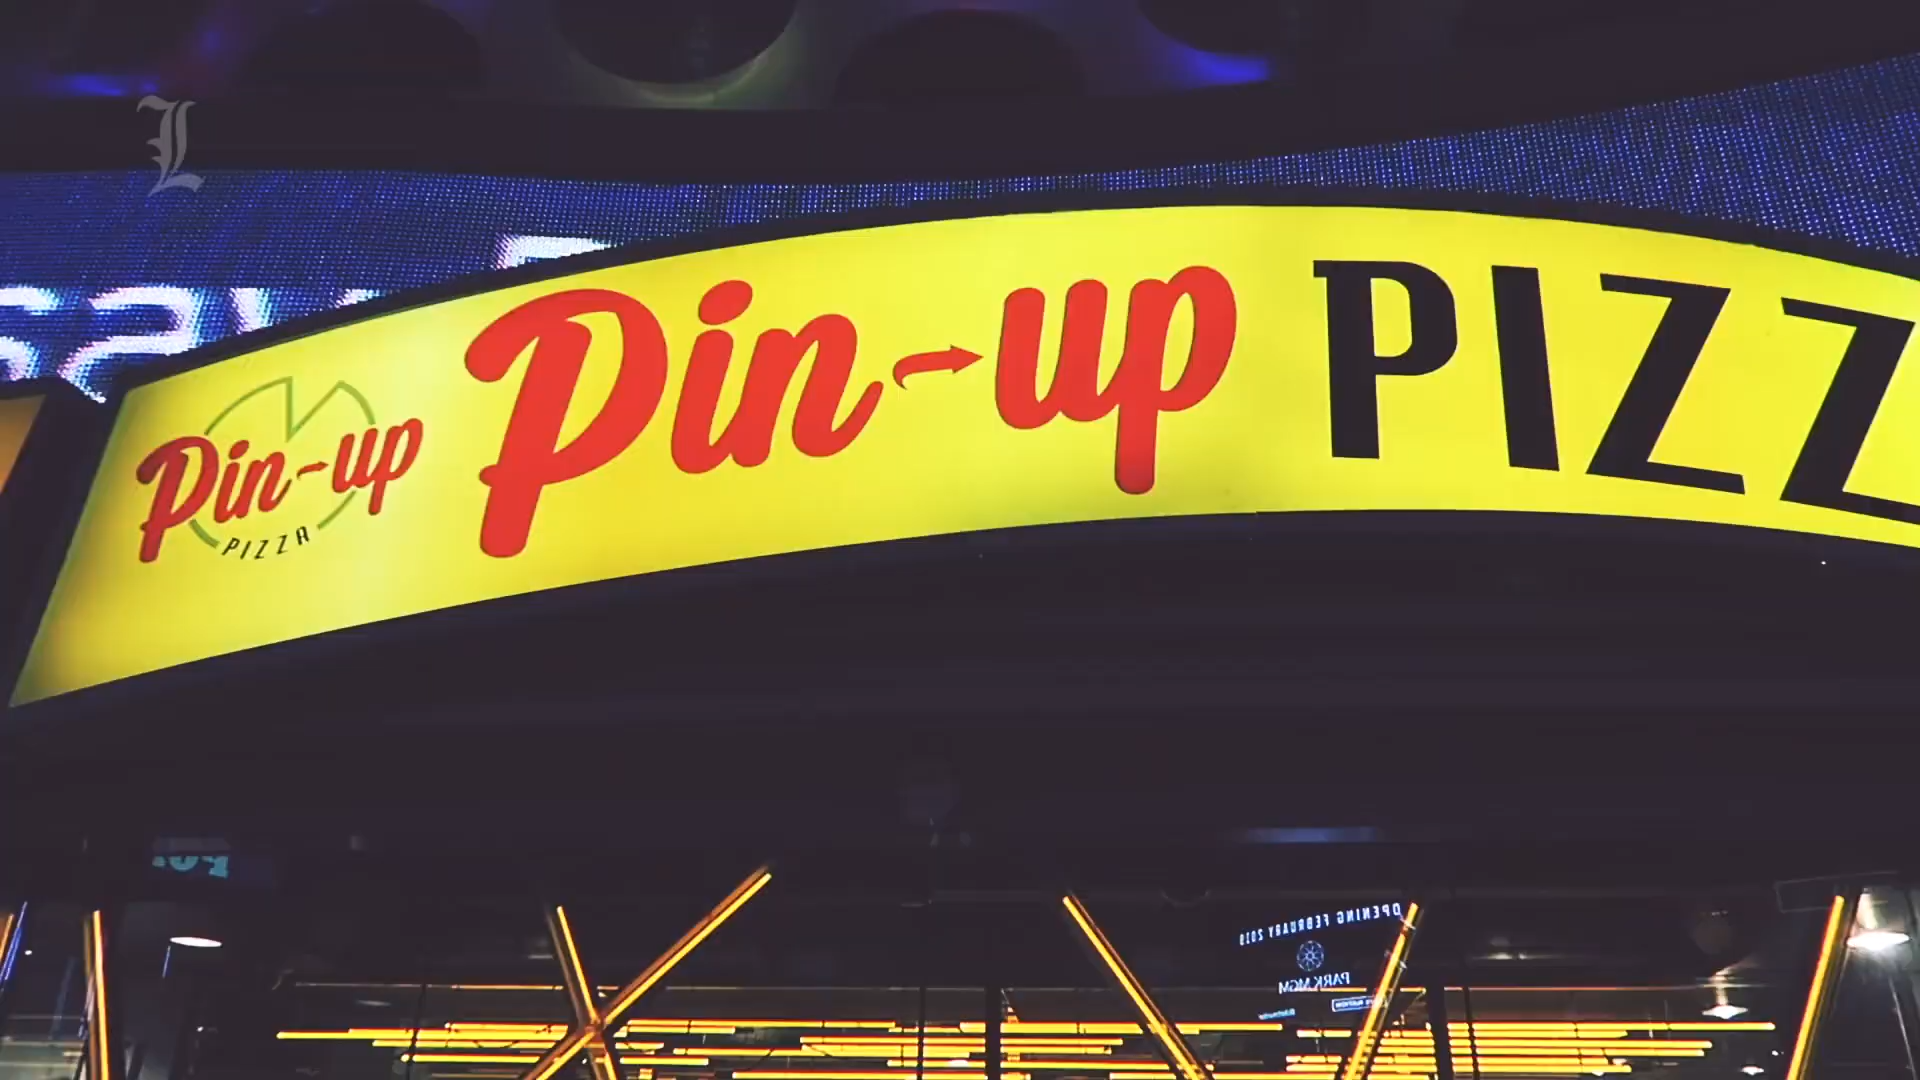 L
Pin-up
PIZZA
Pin-up PIZZ
OPENING FEBRUARY 2019
PARK MGM